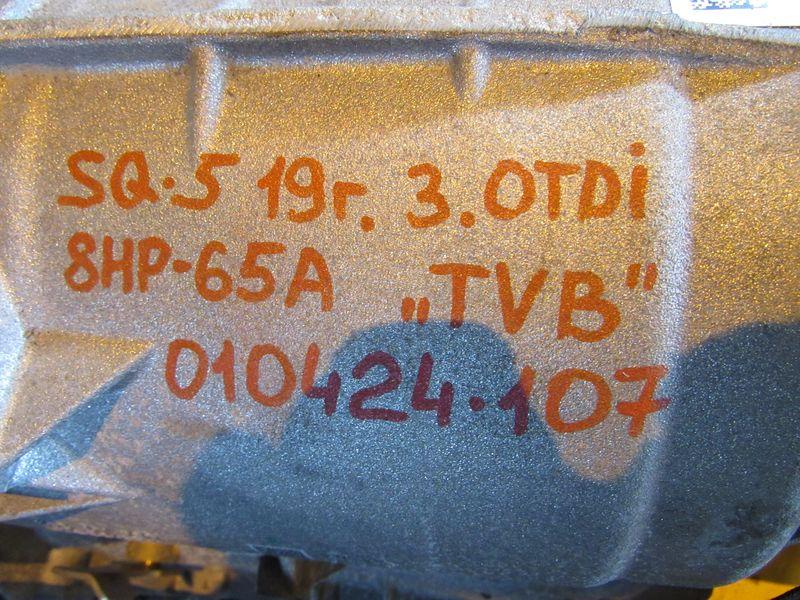 SQ-5 19г. 3.0TDi
8HP-65A „TVB"
010424-107